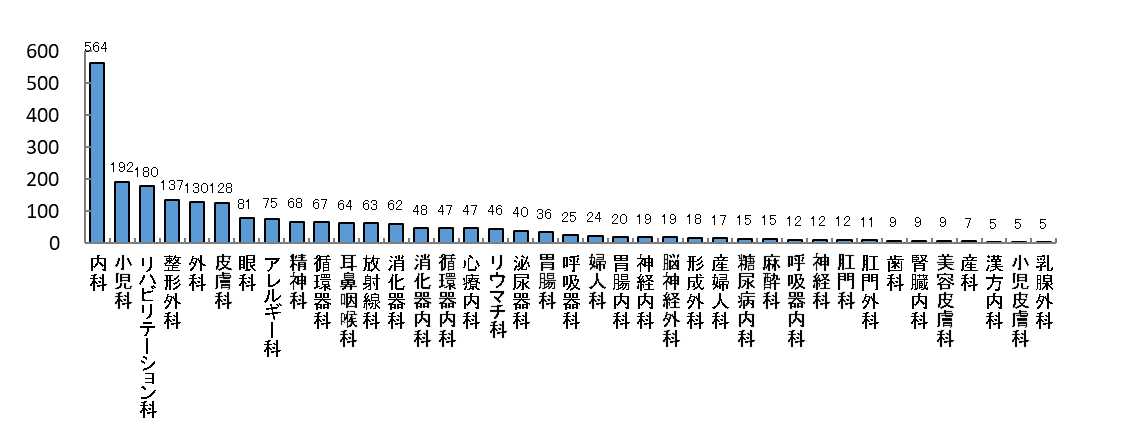 600
500
400
300
200
100
0
564
192
180
137
130
128
81
75
68
67
64
63
62
48
47
47
46
40
36
25
24
20
19
19
18
17
15
15
12
12
12
11
9
9
9
7
5
5
5
内科
小児科
リハビリテーション科
整形外科
外科
皮膚科
眼科
アレルギー科
精神科
循環器科
耳鼻咽喉科
放射線科
消化器科
消化器内科
循環器内科
心療内科
リウマチ科
泌尿器科
胃腸科
呼吸器科
婦人科
胃腸内科
神経内科
脳神経外科
形成外科
産婦人科
糖尿病内科
麻酔科
呼吸器内科
神経科
肛門科
肛門外科
歯科
腎臓内科
美容皮膚科
産科
漢方内科
小児皮膚科
乳腺外科